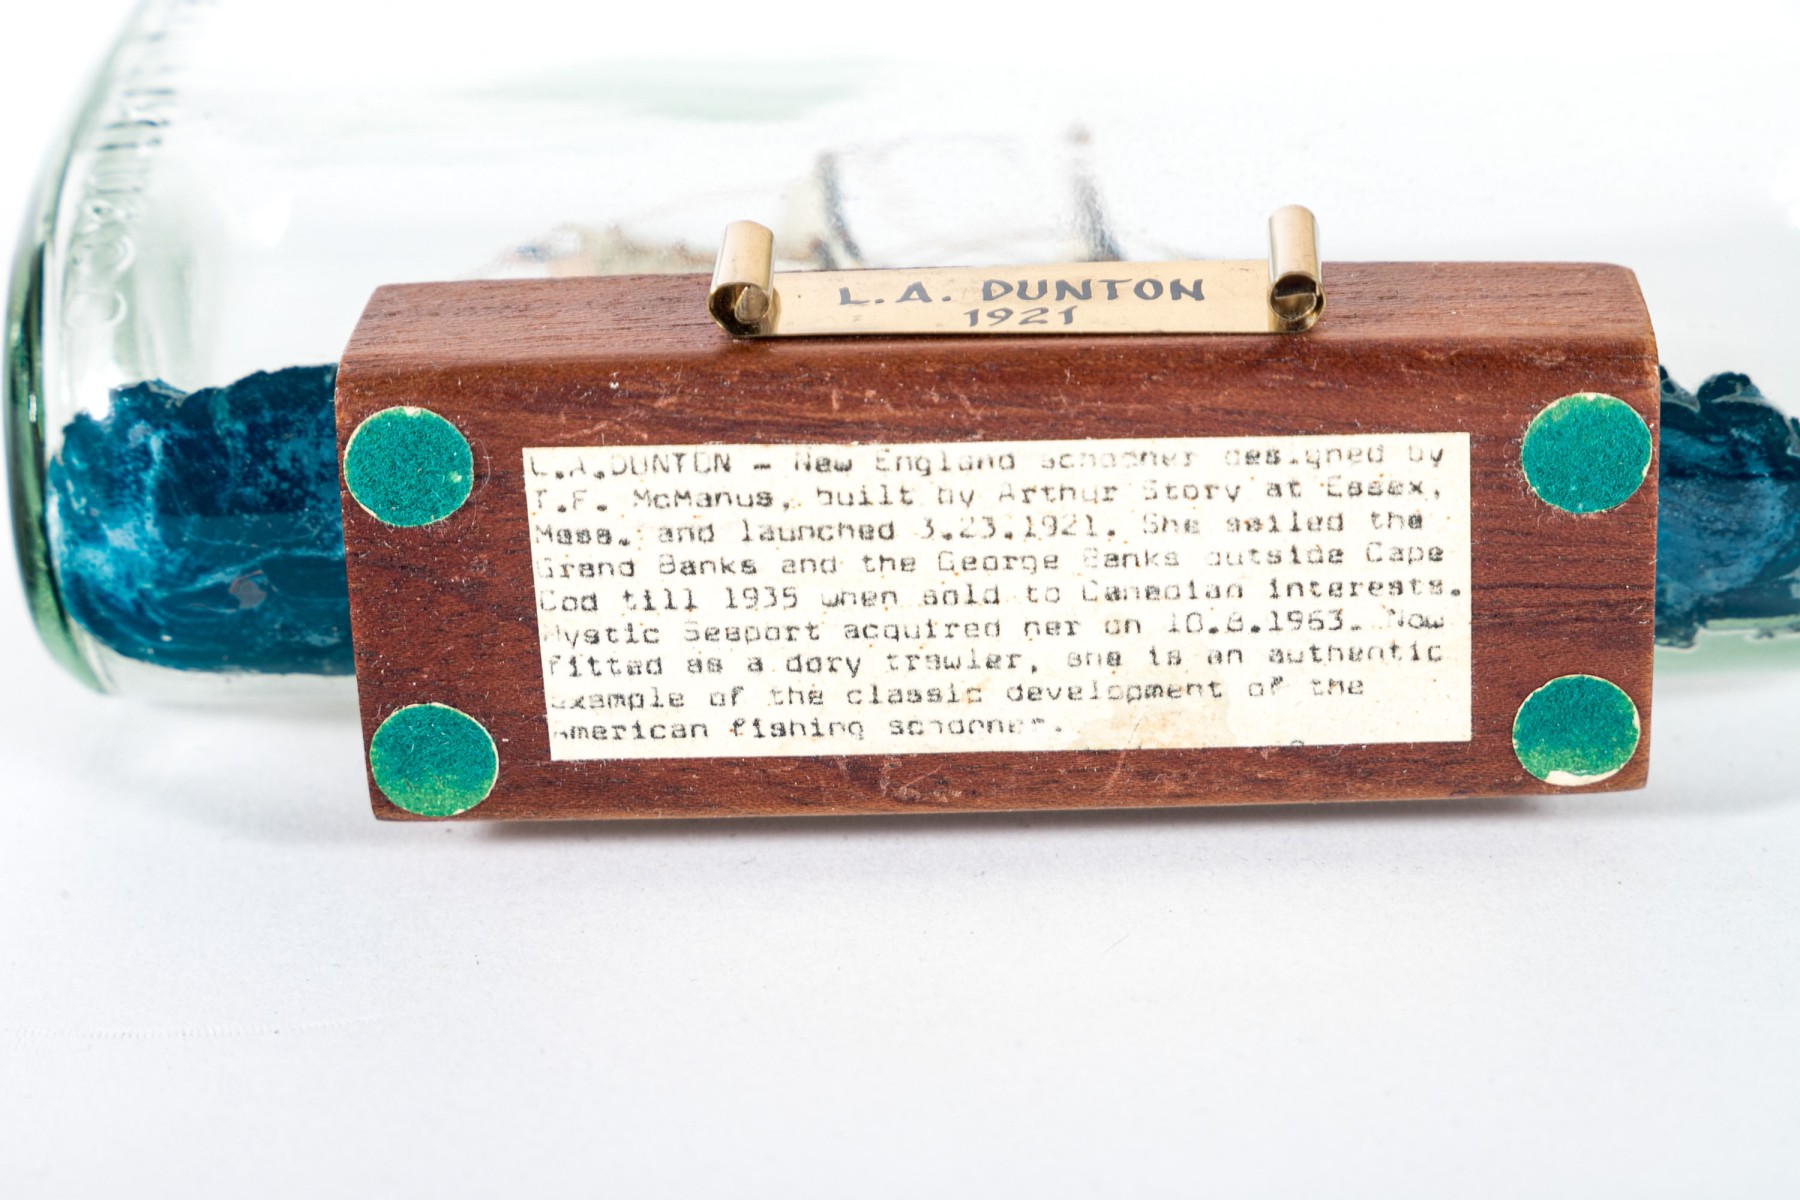 L.A. DUNTON
1921
L.A.DUNTON - New England schooner designed by
T.F. McManus, built by Arthur Story at Essex,
Mass. and launched 3.23.1921. She sailed the
Grand Banks and the George Banks outside Cape
Cod till 1935 when sold to Canadian interests.
Mystic Seaport acquired her on 10.8.1963. Now
fitted as a dory trawler, she is an authentic
example of the classic development of the
American fishing schooner.